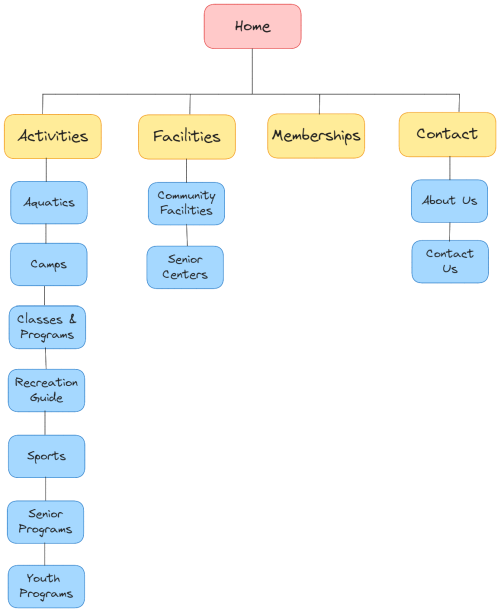 Home
Activities
Facilities
Memberships
Contact
Aquatics
Camps
Classes &
Programs
Recreation
Guide
Sports
Senior
Programs
Youth
Programs
Community
Facilities
Senior
Centers
About Us
Contact
Us